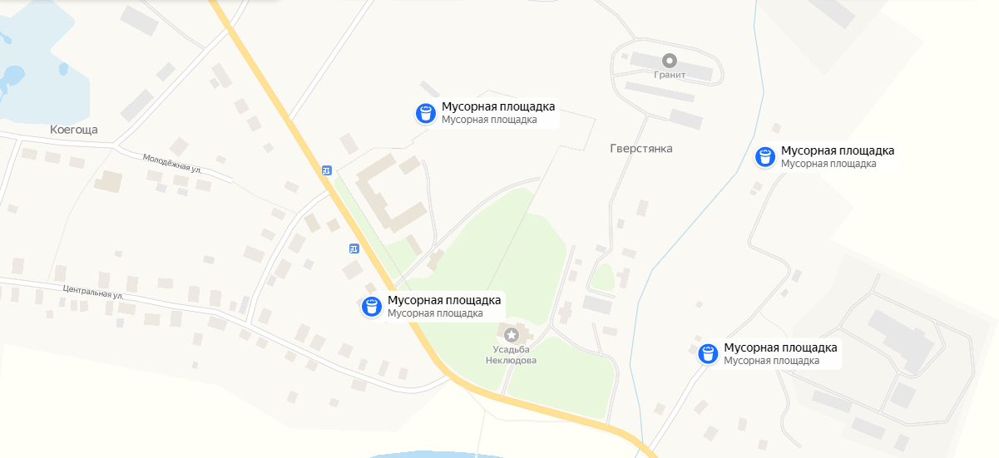 Гранит
Мусорная площадка
Мусорная площадка
Коегоща
Гверстянка
Мусорная площадка
Мусорная площадка
Молодёжная ул.
Центральная ул.
Мусорная площадка
Мусорная площадка
Усадьба
Неклюдова
Мусорная площадка
Мусорная площадка